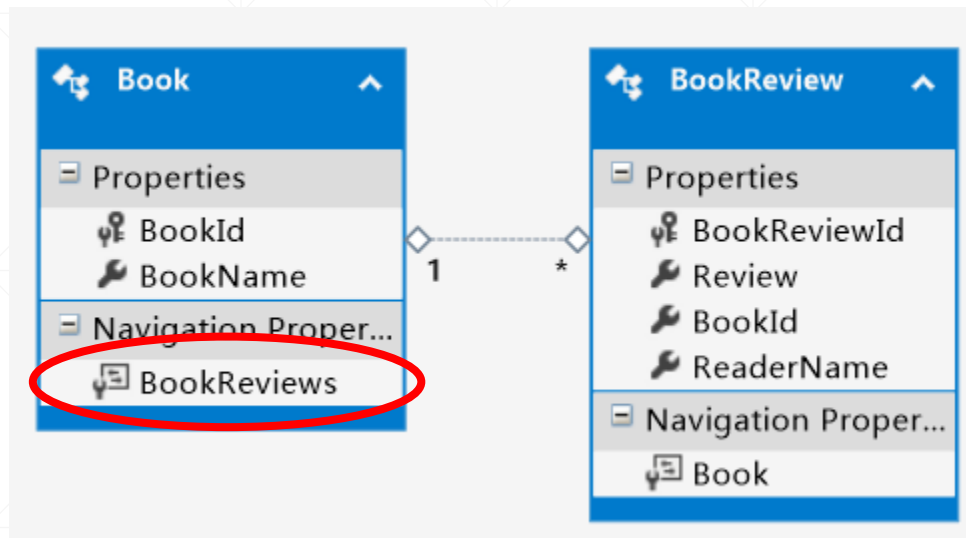 Book
Properties
BookId
BookName
Navigation Proper...
BookReviews
1
*
BookReview
Properties
BookReviewId
Review
BookId
ReaderName
Navigation Proper...
Book